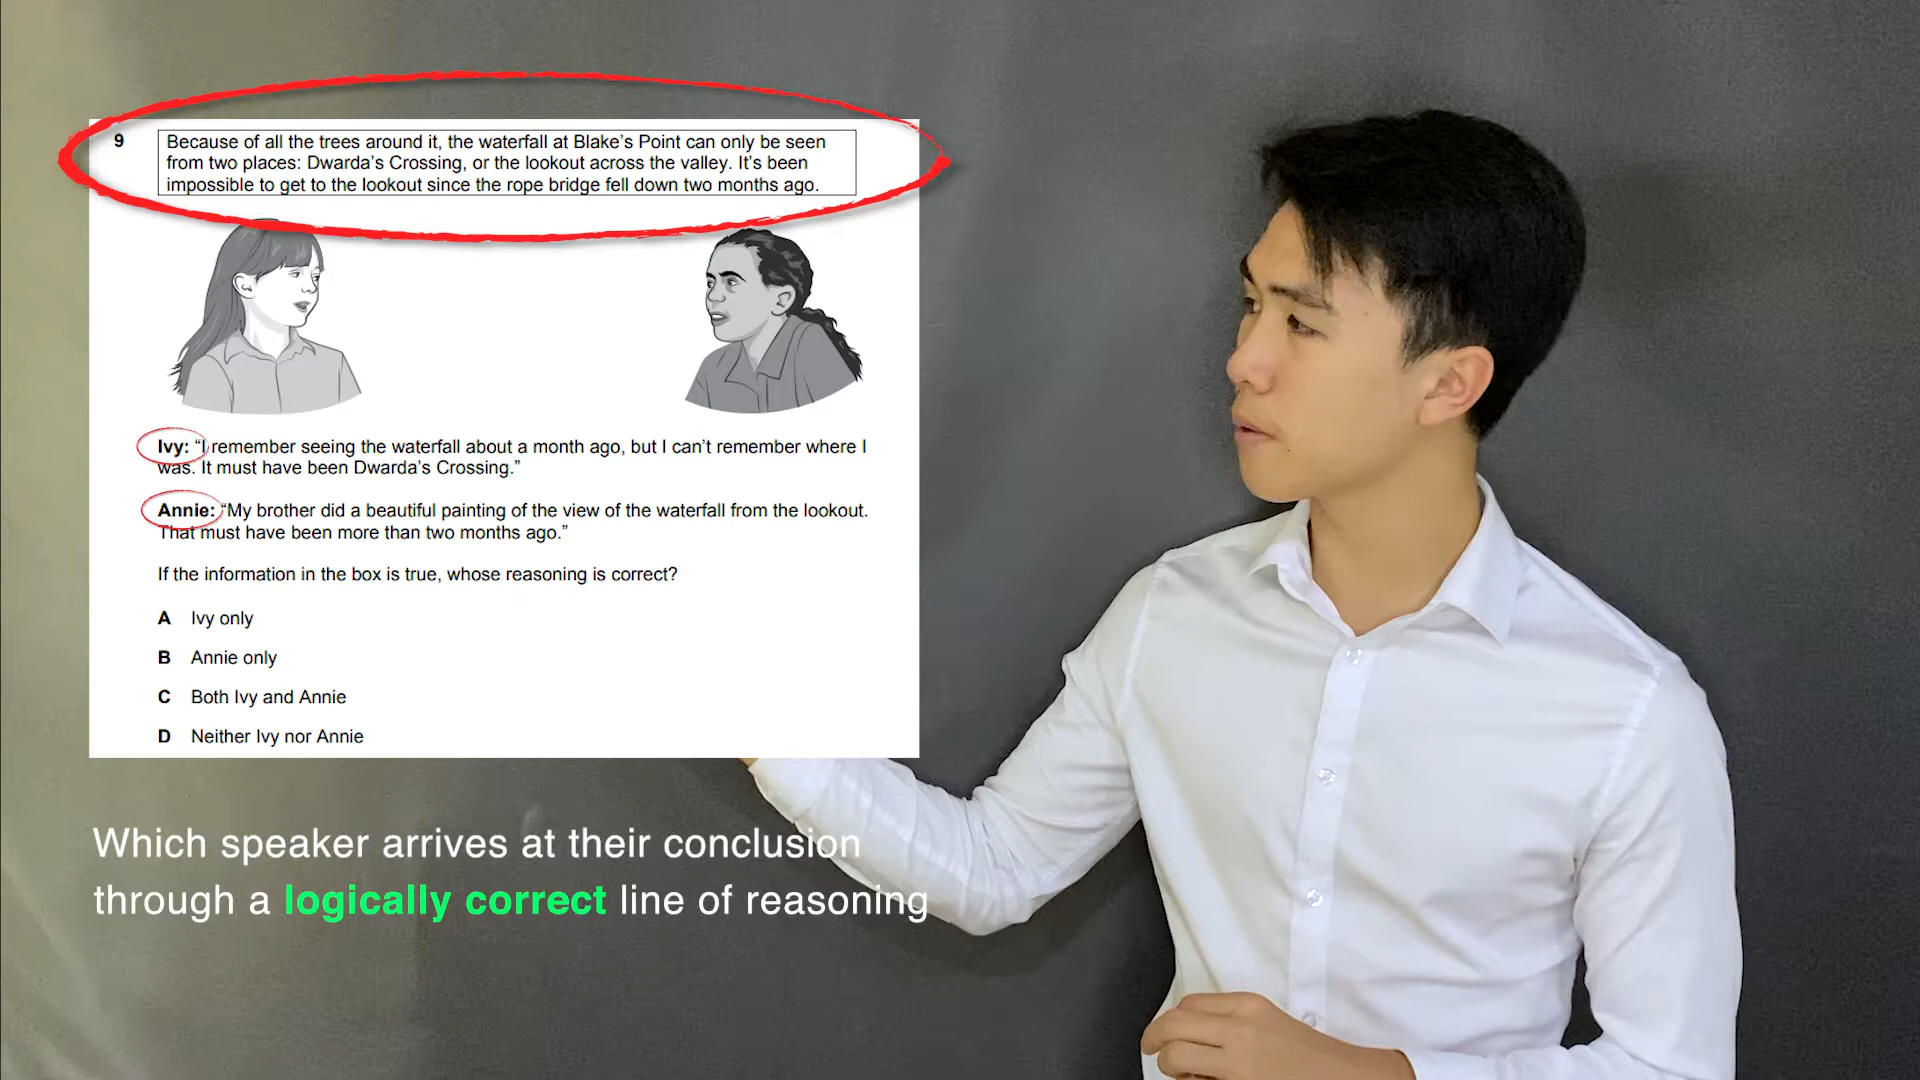 9 Because of all the trees around it, the waterfall at Blake's Point can only be seen
from two places: Dwarda's Crossing, or the lookout across the valley. It's been
impossible to get to the lookout since the rope bridge fell down two months ago.
Ivy: “I remember seeing the waterfall about a month ago, but I can't remember where I
was. It must have been Dwarda's Crossing.”
Annie: “My brother did a beautiful painting of the view of the waterfall from the lookout.
That must have been more than two months ago.”
If the information in the box is true, whose reasoning is correct?
A Ivy only
B Annie only
C Both Ivy and Annie
D Neither Ivy nor Annie
Which speaker arrives at their conclusion
through a logically correct line of reasoning